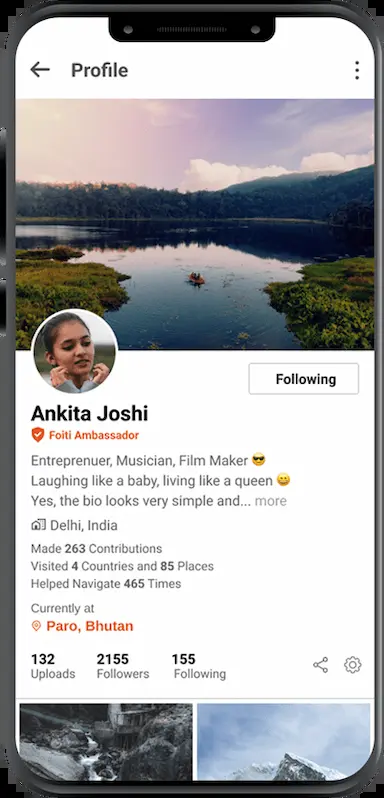 Profile
Following
Ankita Joshi
Foiti Ambassador
Entreprenuer, Musician, Film Maker 😎
Laughing like a baby, living like a queen 😀
Yes, the bio looks very simple and... more
Delhi, India
Made 263 Contributions
Visited 4 Countries and 85 Places
Helped Navigate 465 Times
Currently at
Paro, Bhutan
132 2155 155
Uploads Followers Following